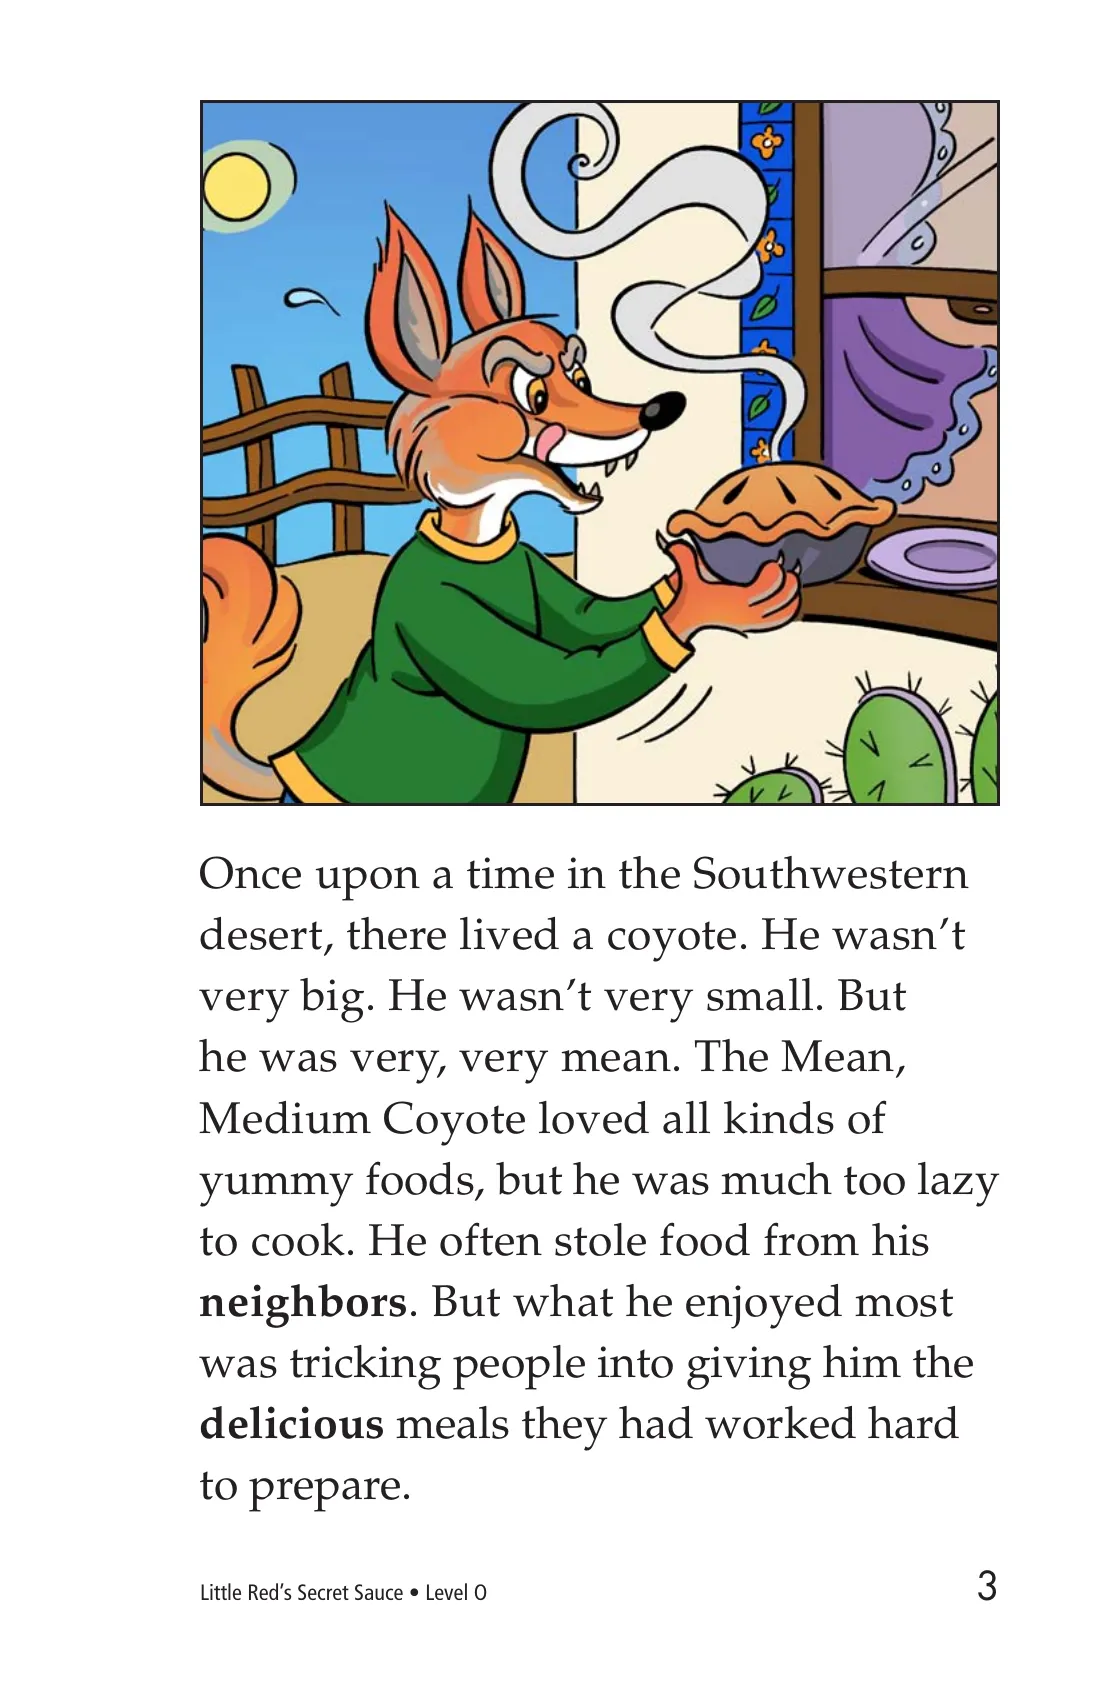 Once upon a time in the Southwestern
desert, there lived a coyote. He wasn’t
very big. He wasn’t very small. But
he was very, very mean. The Mean,
Medium Coyote loved all kinds of
yummy foods, but he was much too lazy
to cook. He often stole food from his
neighbors. But what he enjoyed most
was tricking people into giving him the
delicious meals they had worked hard
to prepare.
Little Red’s Secret Sauce • Level O
3